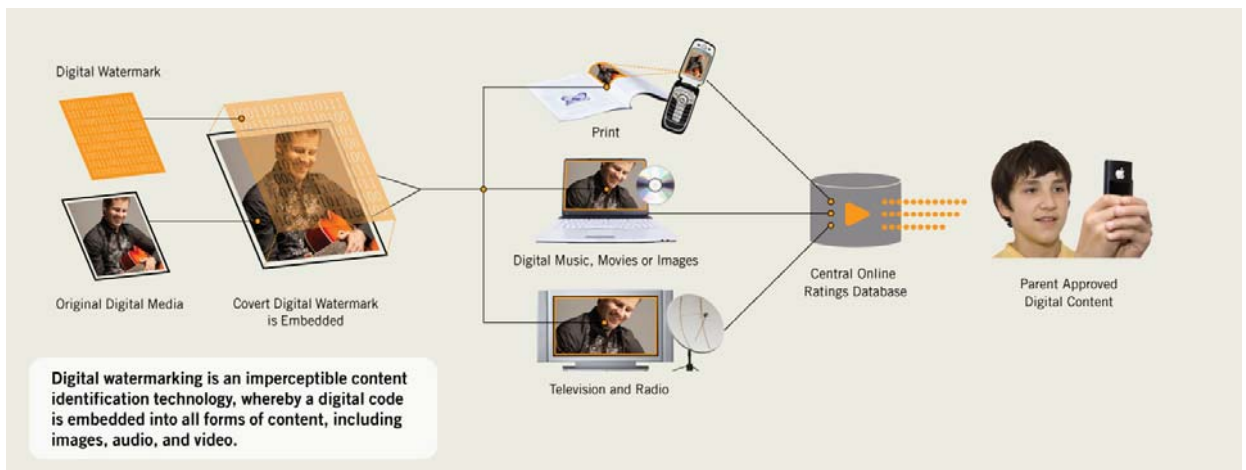 Digital Watermark
Original Digital Media
Covert Digital Watermark
is Embedded
Print
Digital Music, Movies or Images
Television and Radio
Central Online
Ratings Database
Parent Approved
Digital Content
Digital watermarking is an imperceptible content
identification technology, whereby a digital code
is embedded into all forms of content, including
images, audio, and video.